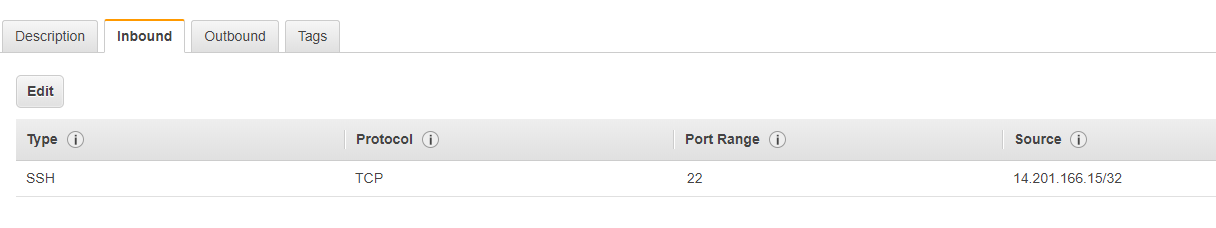 Description Inbound Outbound Tags
Edit
Type i Protocol i Port Range i Source i
SSH TCP 22 14.201.166.15/32